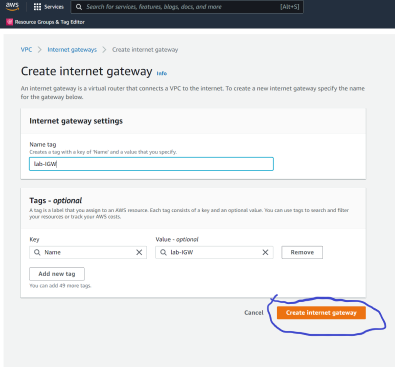 aws Services Search for services, features, blogs, docs, and more [Alt+S]
Resource Groups & Tag Editor
VPC > Internet gateways > Create internet gateway
Create internet gateway Info
An internet gateway is a virtual router that connects a VPC to the internet. To create a new internet gateway specify the name
for the gateway below.
Internet gateway settings
Name tag
Creates a tag with a key of 'Name' and a value that you specify.
lab-IGW
Tags - optional
A tag is a label that you assign to an AWS resource. Each tag consists of a key and an optional value. You can use tags to search and filter
your resources or track your AWS costs.
Key Value - optional
Name lab-IGW Remove
Add new tag
You can add 49 more tags.
Cancel Create internet gateway